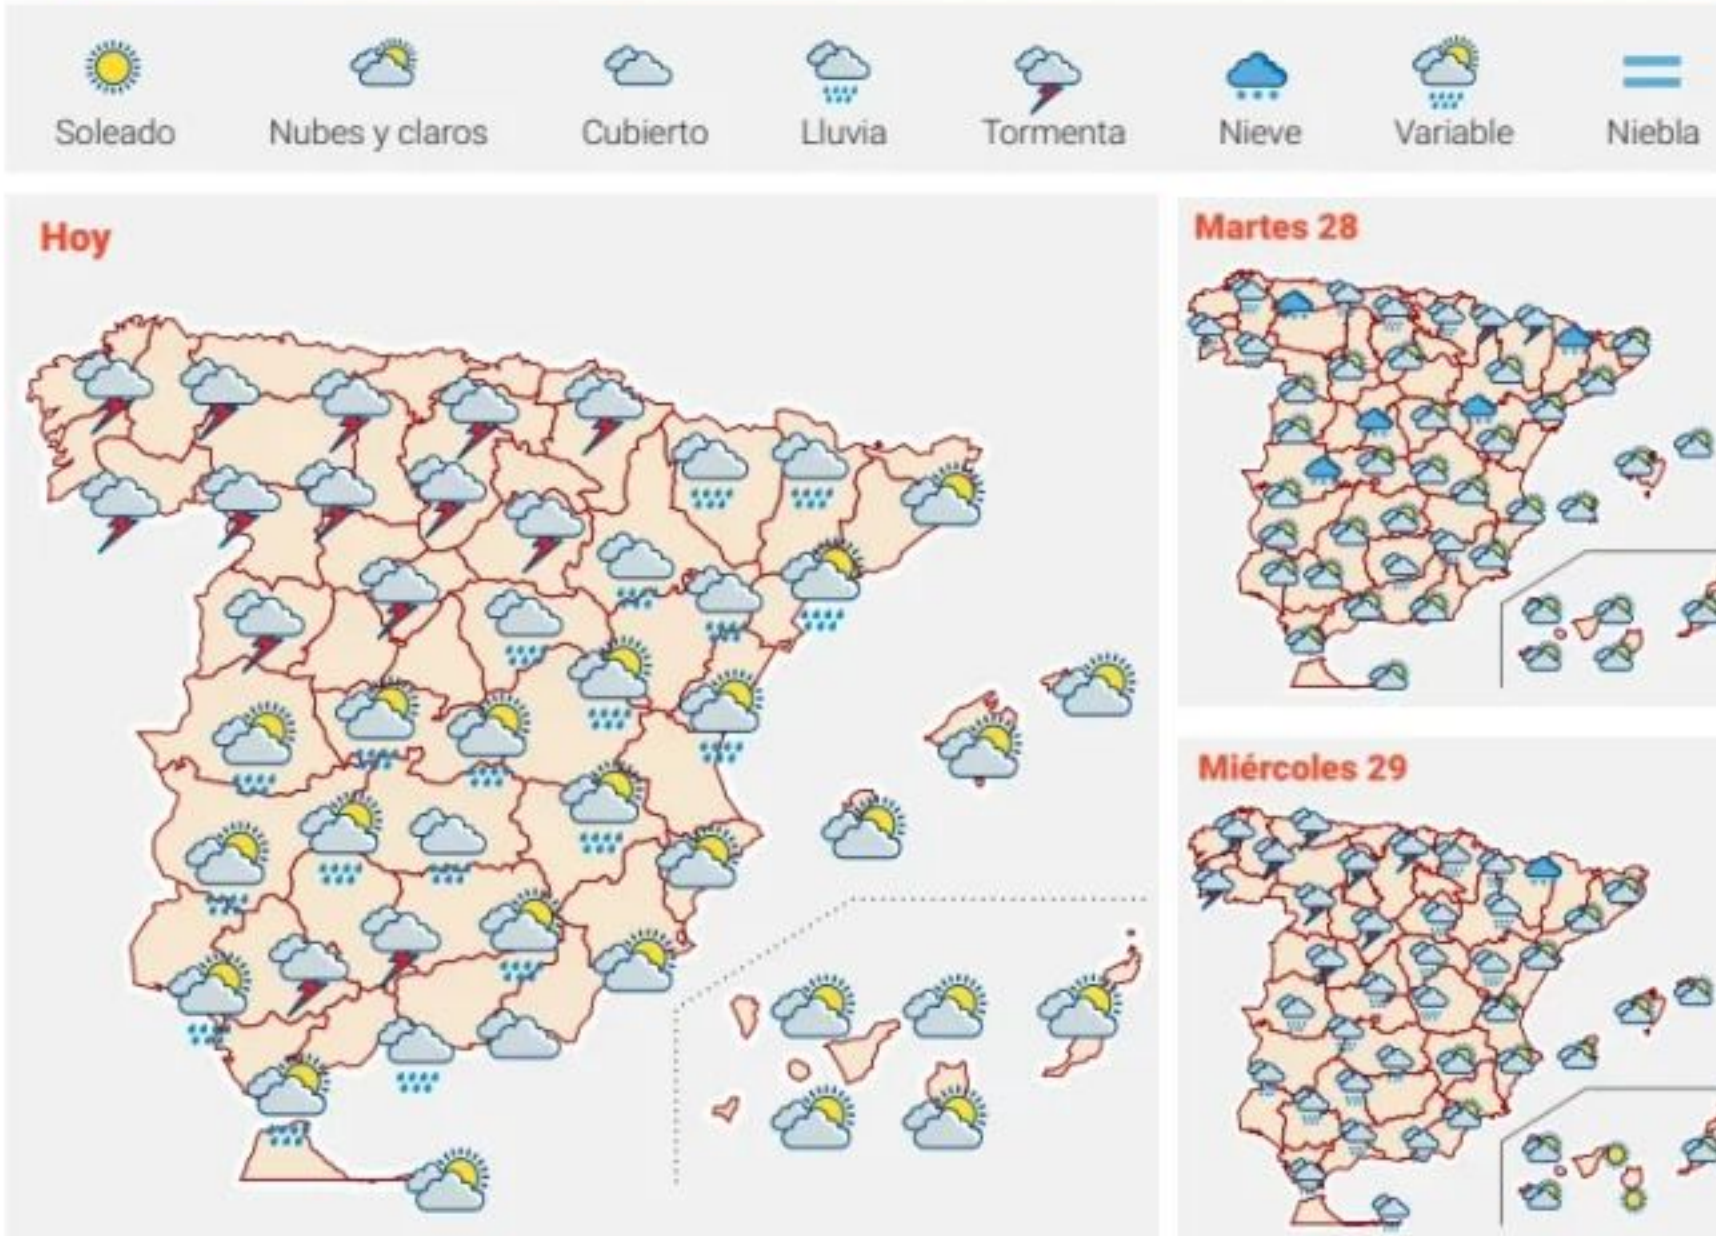 Soleado
Nubes y claros
Cubierto
Lluvia
Tormenta
Nieve
Variable
Niebla
Hoy
Martes 28
Miércoles 29